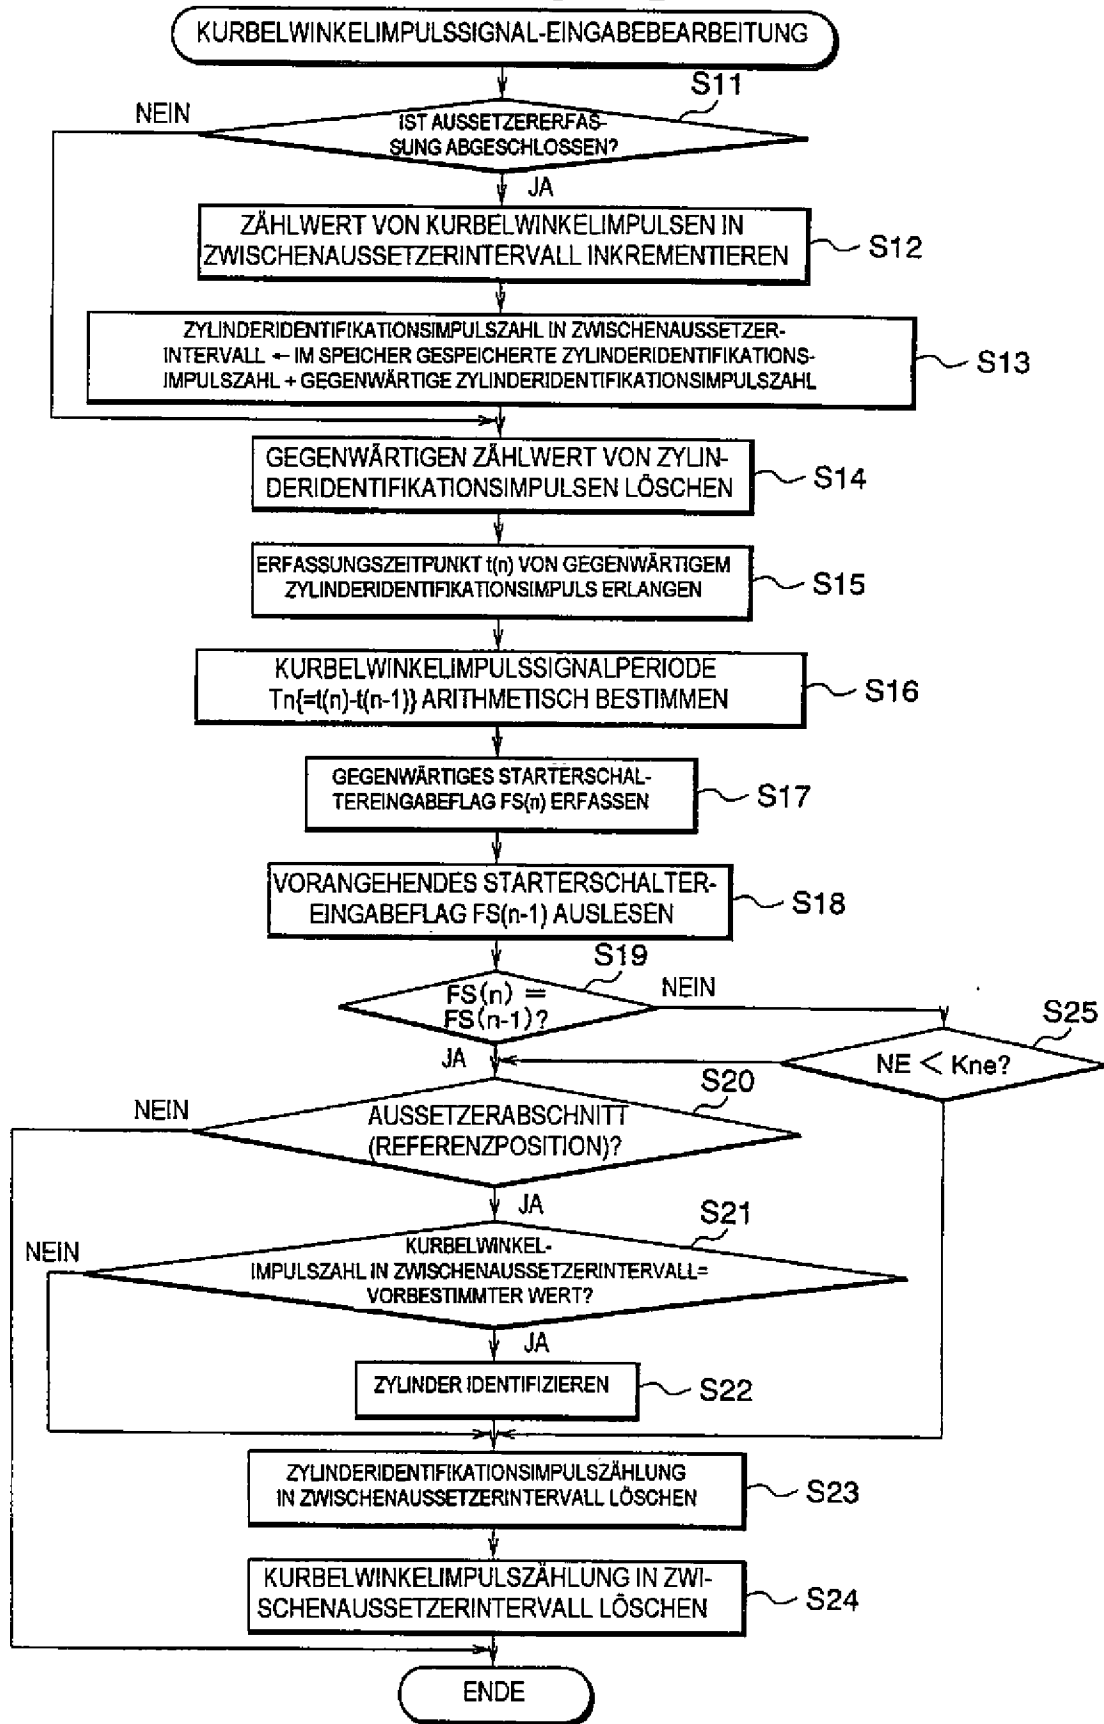 KURBELWINKELIMPULSSIGNAL-EINGABEBEARBEITUNG
S11
NEIN
IST AUSSETZERERFAS-
SUNG ABGESCHLOSSEN?
JA
ZÄHLWERT VON KURBELWINKELIMPULSEN IN
ZWISCHENAUSSETZERINTERVALL INKREMENTIEREN
S12
ZYLINDERIDENTIFIKATIONSIMPULSZAHL IN ZWISCHENAUSSETZER-
INTERVALL ← IM SPEICHER GESPEICHERTE ZYLINDERIDENTIFIKATIONS-
IMPULSZAHL + GEGENWÄRTIGE ZYLINDERIDENTIFIKATIONSIMPULSZAHL
S13
GEGENWÄRTIGEN ZÄHLWERT VON ZYLIN-
DERIDENTIFIKATIONSIMPULSEN LÖSCHEN
S14
ERFASSUNGSZEITPUNKT t(n) VON GEGENWÄRTIGEM
ZYLINDERIDENTIFIKATIONSIMPULS ERLANGEN
S15
KURBELWINKELIMPULSSIGNALPERIODE
Tn{=t(n)-t(n-1)} ARITHMETISCH BESTIMMEN
S16
GEGENWÄRTIGES STARTERSCHAL-
TEREINGABEFLAG FS(n) ERFASSEN
S17
VORANGEHENDES STARTERSCHALTER-
EINGABEFLAG FS(n-1) AUSLESEN
S18
S19
FS(n) =
FS(n-1)?
NEIN
JA
S25
NE < Kne?
S20
NEIN
AUSSETZERABSCHNITT
(REFERENZPOSITION)?
JA
S21
NEIN
KURBELWINKEL-
IMPULSZAHL IN ZWISCHENAUSSETZERINTERVALL=
VORBESTIMMTER WERT?
JA
ZYLINDER IDENTIFIZIEREN
S22
ZYLINDERIDENTIFIKATIONSIMPULSZÄHLUNG
IN ZWISCHENAUSSETZERINTERVALL LÖSCHEN
S23
KURBELWINKELIMPULSZÄHLUNG IN ZWI-
SCHENAUSSETZERINTERVALL LÖSCHEN
S24
ENDE